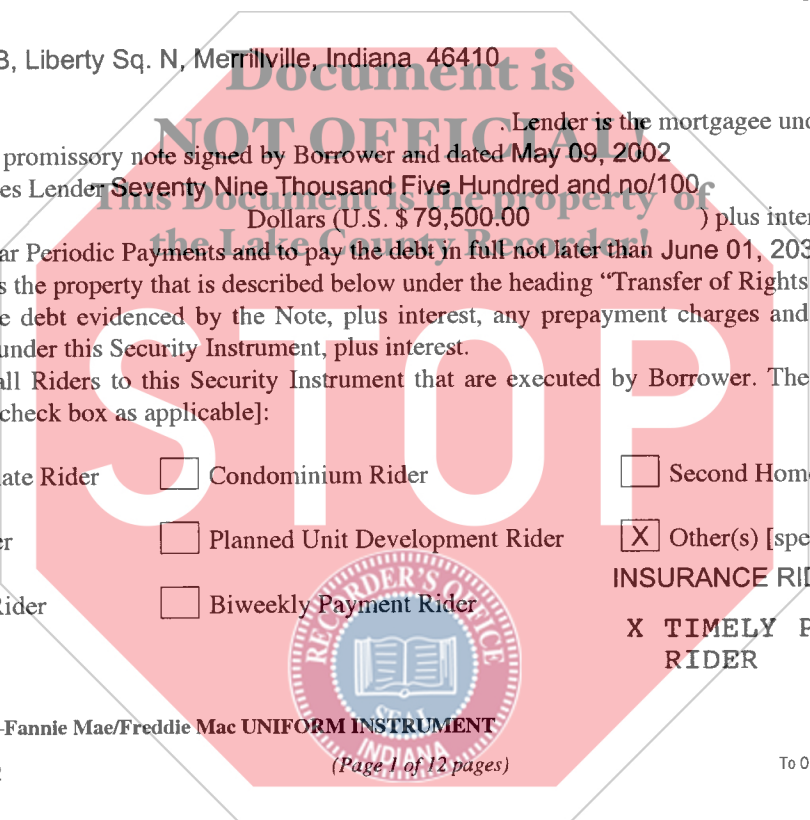 B, Liberty Sq. N, Merrillville, Indiana 46410
Document is
NOT OFFICIAL
. Lender is the mortgagee und
promissory note signed by Borrower and dated May 09, 2002
es Lender Seventy Nine Thousand Five Hundred and no/100
This Document is the property of
Dollars (U.S. $ 79,500.00 ) plus inter
the Lake County Recorder!
ar Periodic Payments and to pay the debt in full not later than June 01, 203
s the property that is described below under the heading “Transfer of Rights
e debt evidenced by the Note, plus interest, any prepayment charges and
under this Security Instrument, plus interest.
all Riders to this Security Instrument that are executed by Borrower. The
check box as applicable]:
STOP
ate Rider Condominium Rider Second Home
er Planned Unit Development Rider X Other(s) [spe
INSURANCE RID
Rider Biweekly Payment Rider
X TIMELY P
RIDER
RECORDER'S OFFICE
SEAL
INDIANA
-Fannie Mae/Freddie Mac UNIFORM INSTRUMENT
(Page 1 of 12 pages)
To O